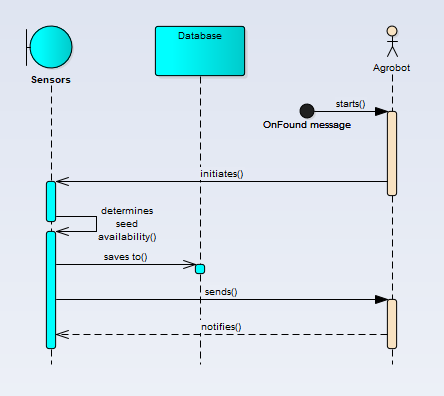 Database
Sensors
Agrobot
starts()
OnFound message
initiates()
determines
seed
availability()
saves to()
sends()
notifies()